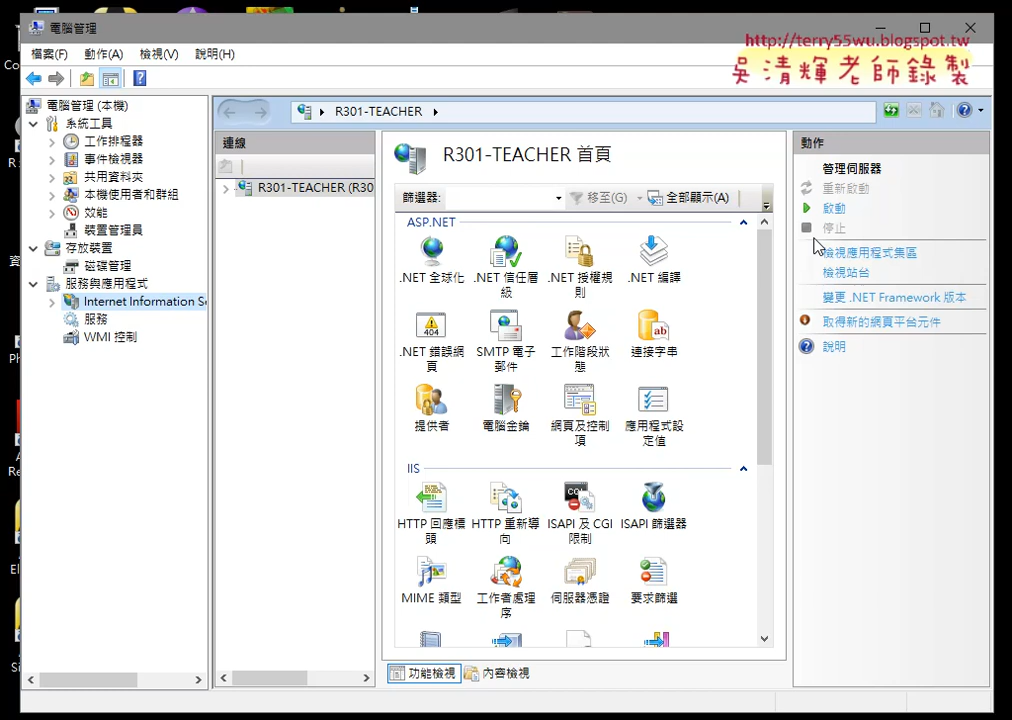 電腦管理
檔案(F) 動作(A) 檢視(V) 說明(H)
http://terry55wu.blogspot.tw
吳清輝老師錄製
電腦管理 (本機)
系統工具
工作排程器
事件檢視器
共用資料夾
本機使用者和群組
效能
裝置管理員
存放裝置
磁碟管理
服務與應用程式
Internet Information Se
服務
WMI 控制
R301-TEACHER
連線
R301-TEACHER (R30
R301-TEACHER 首頁
篩選器: 移至(G) 全部顯示(A)
ASP.NET
.NET 全球化
.NET 信任層級
.NET 授權規則
.NET 編譯
.NET 錯誤網頁
SMTP 電子郵件
工作階段狀態
連接字串
提供者
電腦金鑰
網頁及控制項
應用程式設定值
IIS
HTTP 回應標頭
HTTP 重新導向
ISAPI 及 CGI 限制
ISAPI 篩選器
MIME 類型
工作者處理序
伺服器憑證
要求篩選
功能檢視 內容檢視
動作
管理伺服器
重新啟動
啟動
停止
檢視應用程式集區
檢視站台
變更 .NET Framework 版本
取得新的網頁平台元件
說明